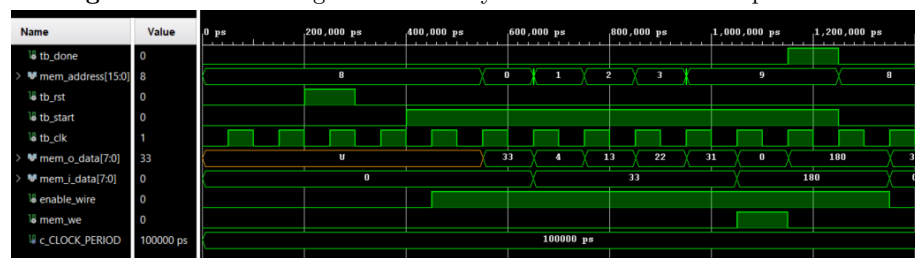 Name Value 0 ps 200,000 ps 400,000 ps 600,000 ps 800,000 ps 1,000,000 ps 1,200,000 ps
tb_done 0
mem_address[15:0] 8 8 0 1 2 3 9 8
tb_rst 0
tb_start 0
tb_clk 1
mem_o_data[7:0] 33 U 33 4 13 22 31 0 180 3
mem_i_data[7:0] 0 0 33 180 0
enable_wire 0
mem_we 0
c_CLOCK_PERIOD 100000 ps 100000 ps